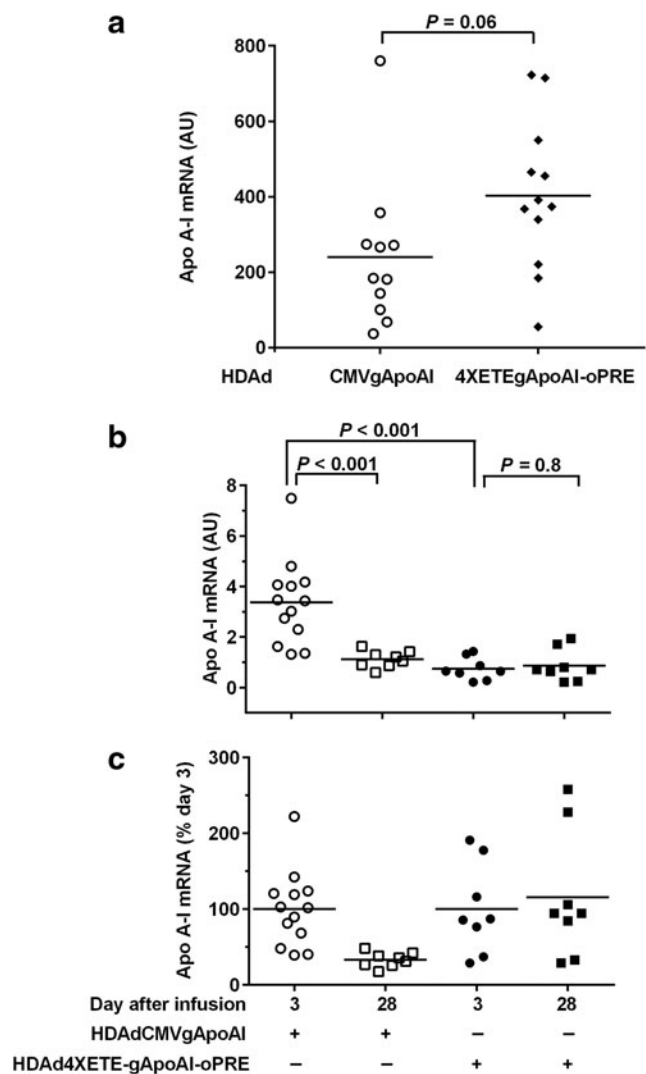 a
P = 0.06
800
600
400
200
0
Apo A-I mRNA (AU)
HDAd CMVgApoAI 4XETEgApoAI-oPRE
b
P < 0.001
P < 0.001 P = 0.8
8
6
4
2
0
Apo A-I mRNA (AU)
c
300
200
100
0
Apo A-I mRNA (% day 3)
Day after infusion 3 28 3 28
HDAdCMVgApoAI + + – –
HDAd4XETE-gApoAI-oPRE – – + +